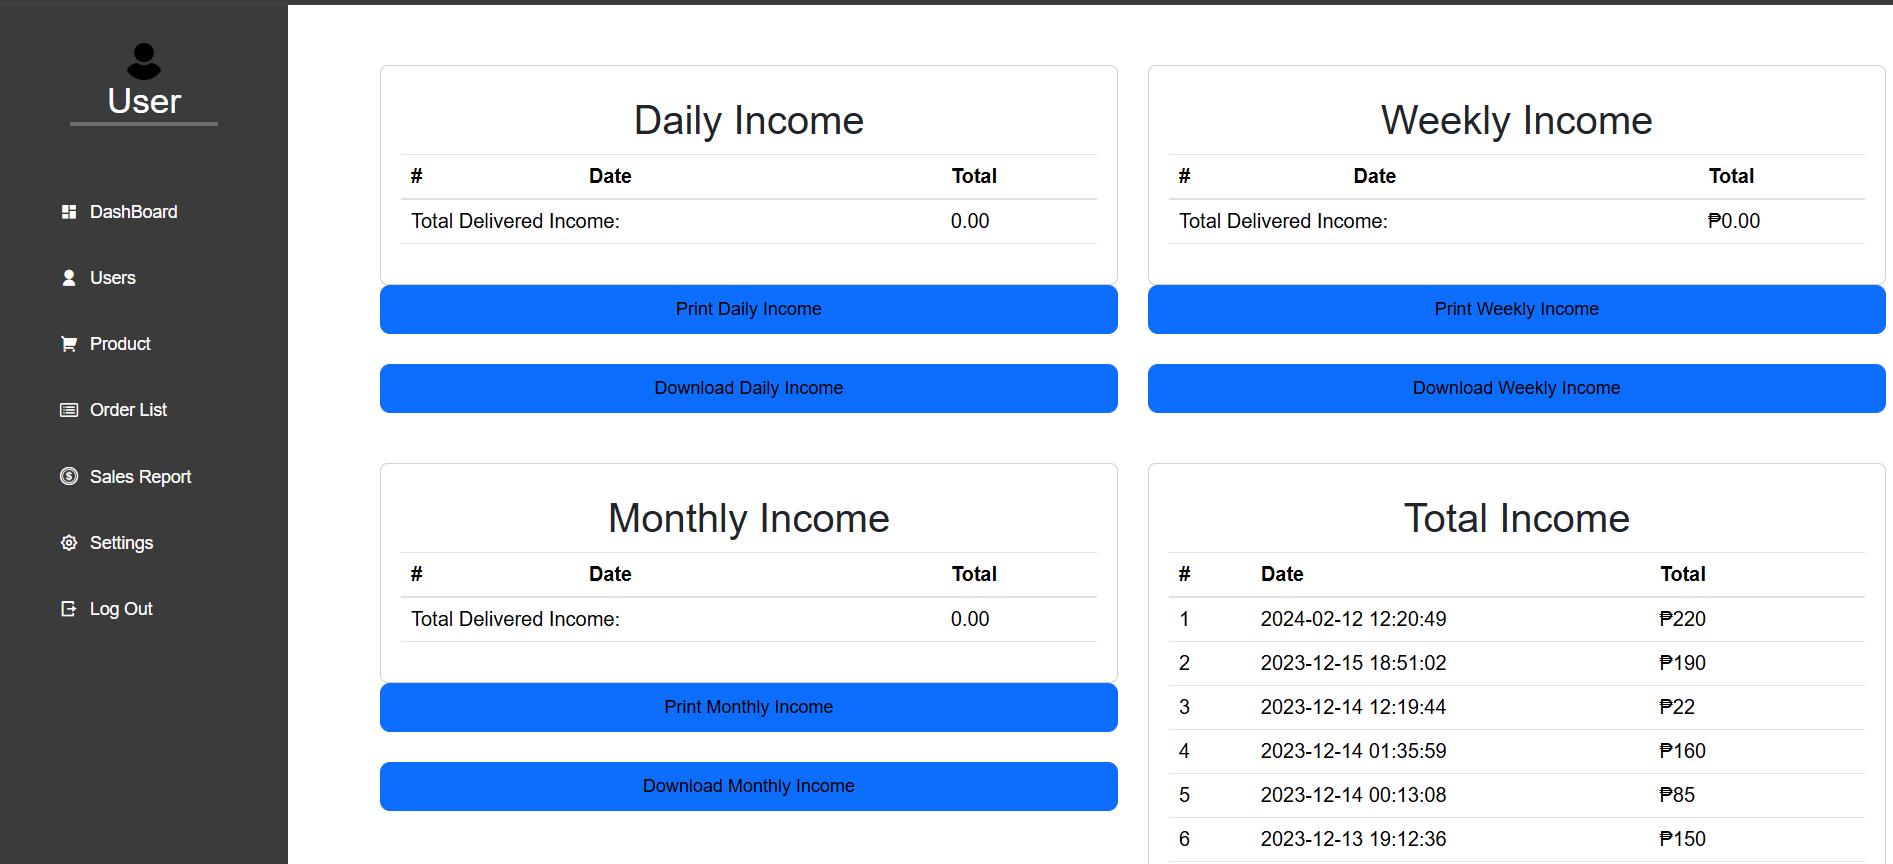 User
DashBoard
Users
Product
Order List
Sales Report
Settings
Log Out
Daily Income
# Date Total
Total Delivered Income: 0.00
Print Daily Income
Download Daily Income
Weekly Income
# Date Total
Total Delivered Income: ₱0.00
Print Weekly Income
Download Weekly Income
Monthly Income
# Date Total
Total Delivered Income: 0.00
Print Monthly Income
Download Monthly Income
Total Income
# Date Total
1 2024-02-12 12:20:49 ₱220
2 2023-12-15 18:51:02 ₱190
3 2023-12-14 12:19:44 ₱22
4 2023-12-14 01:35:59 ₱160
5 2023-12-14 00:13:08 ₱85
6 2023-12-13 19:12:36 ₱150